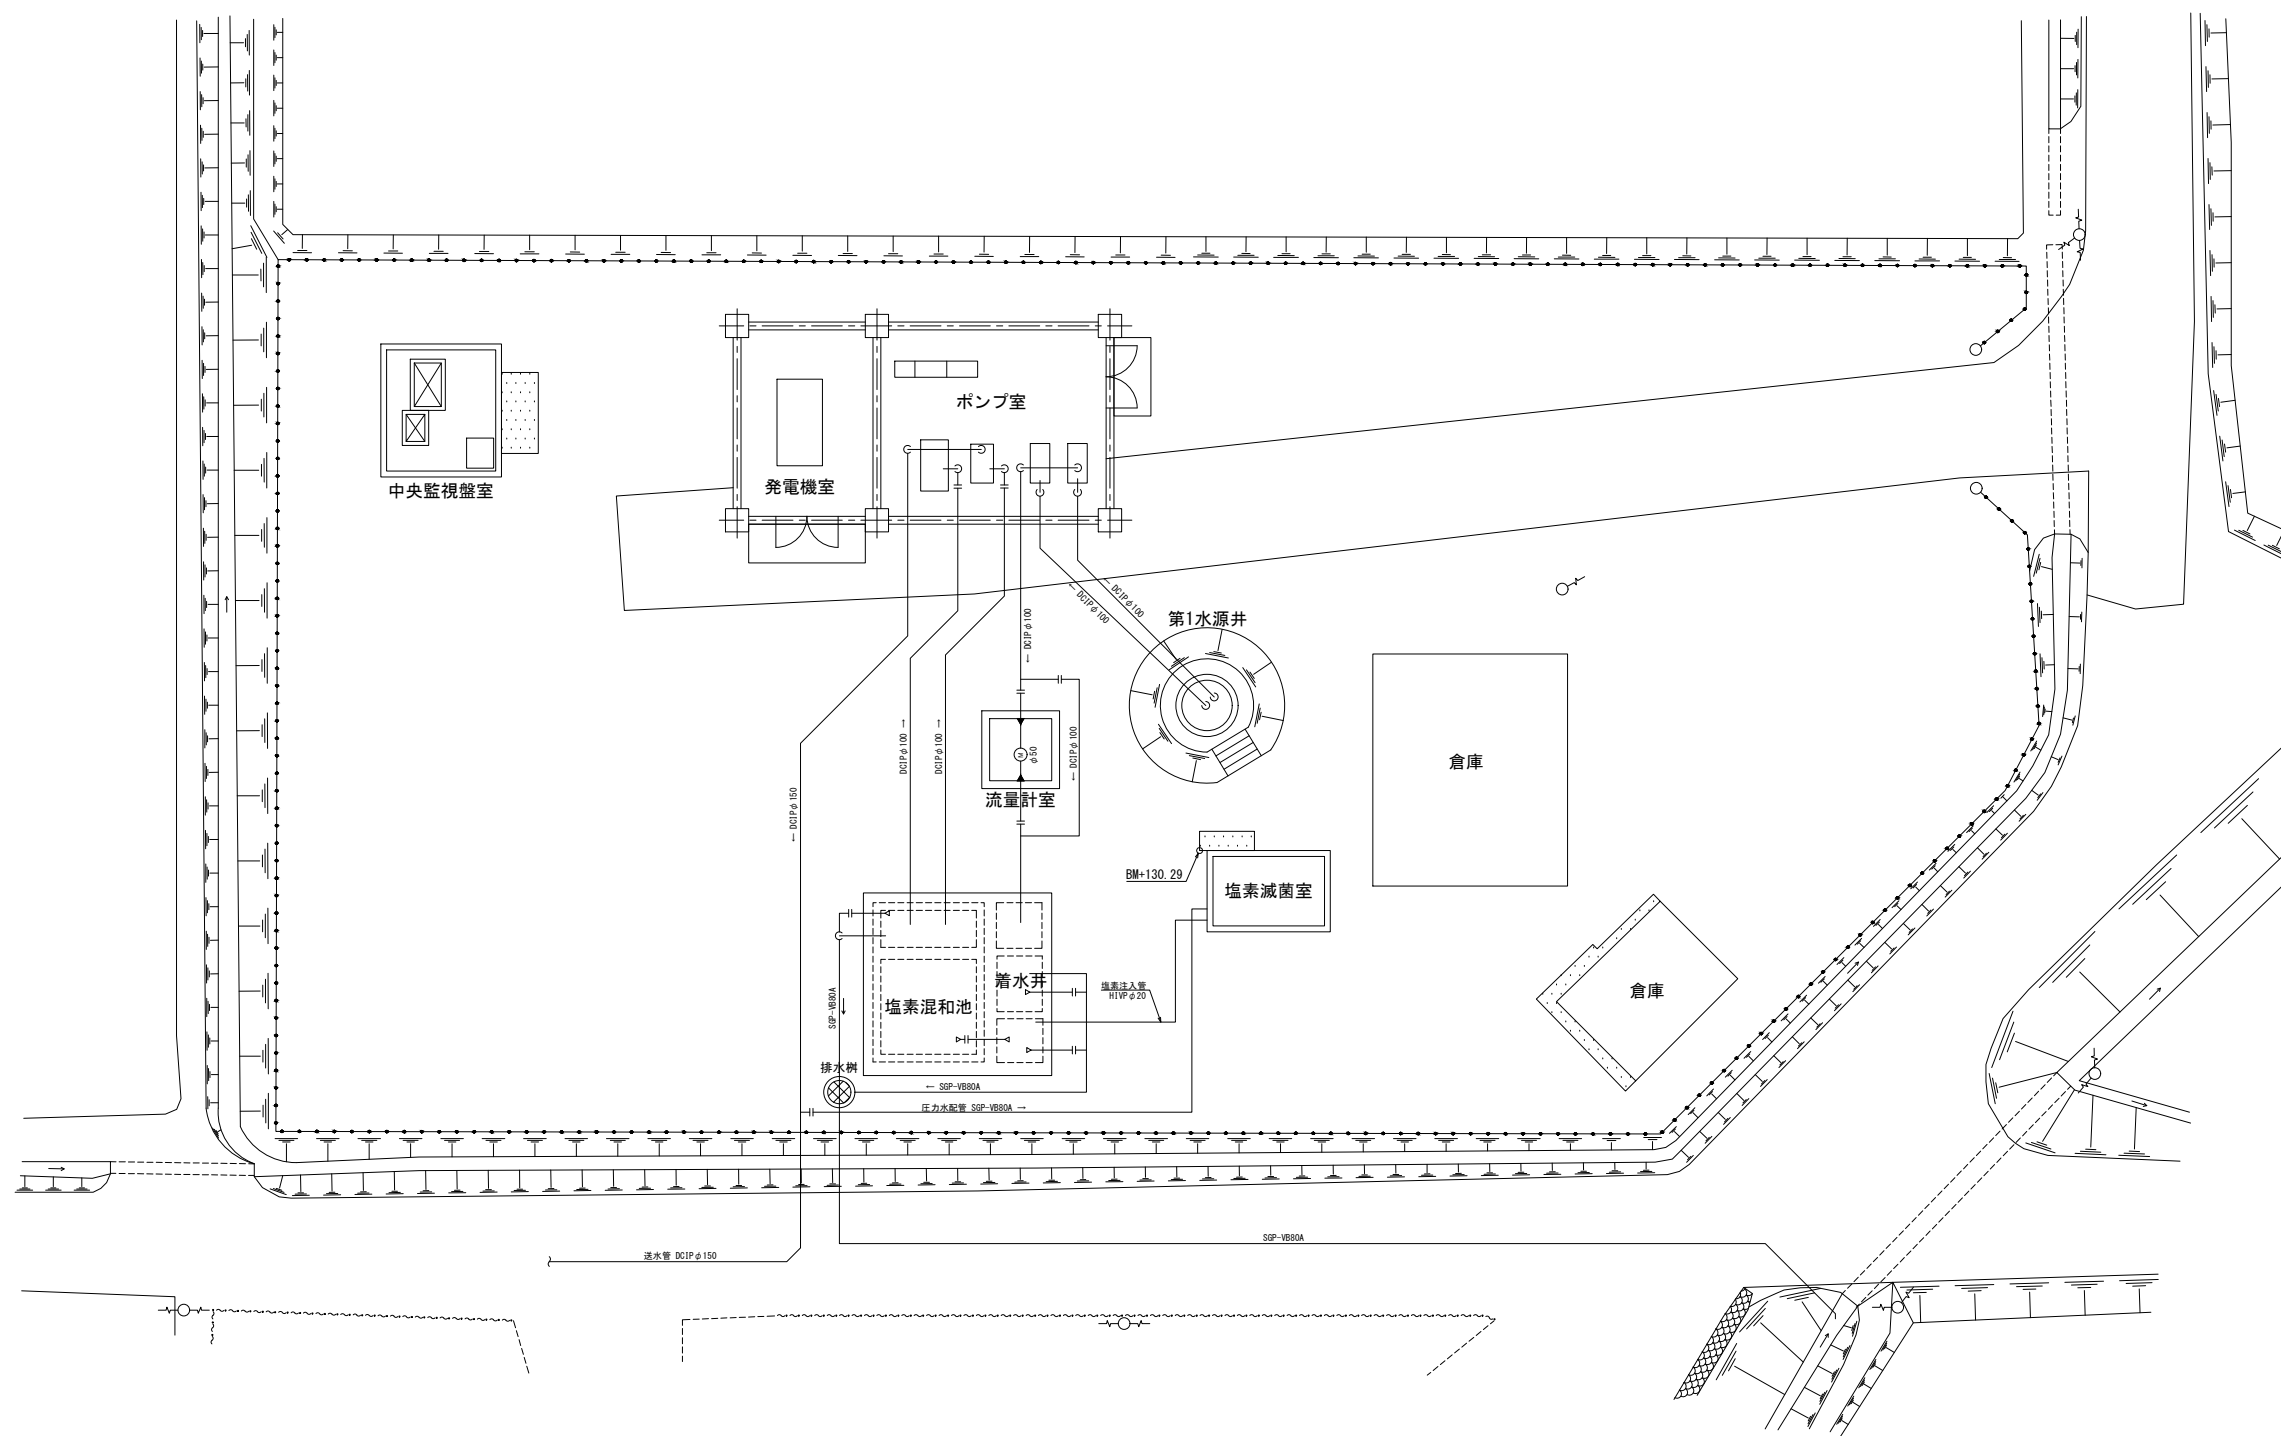 ポンプ室
中央監視盤室
発電機室
← DCIPφ100
← DCIPφ100
第1水源井
← DCIPφ100
DCIPφ100 →
DCIPφ100 →
M
φ50
← DCIPφ100
倉庫
← DCIPφ150
流量計室
BM+130.29
塩素滅菌室
着水井
塩素注入管
HIVPφ20
倉庫
SGP-VB80A
塩素混和池
排水桝
← SGP-VB80A
圧力水配管 SGP-VB80A →
SGP-VB80A
送水管 DCIPφ150